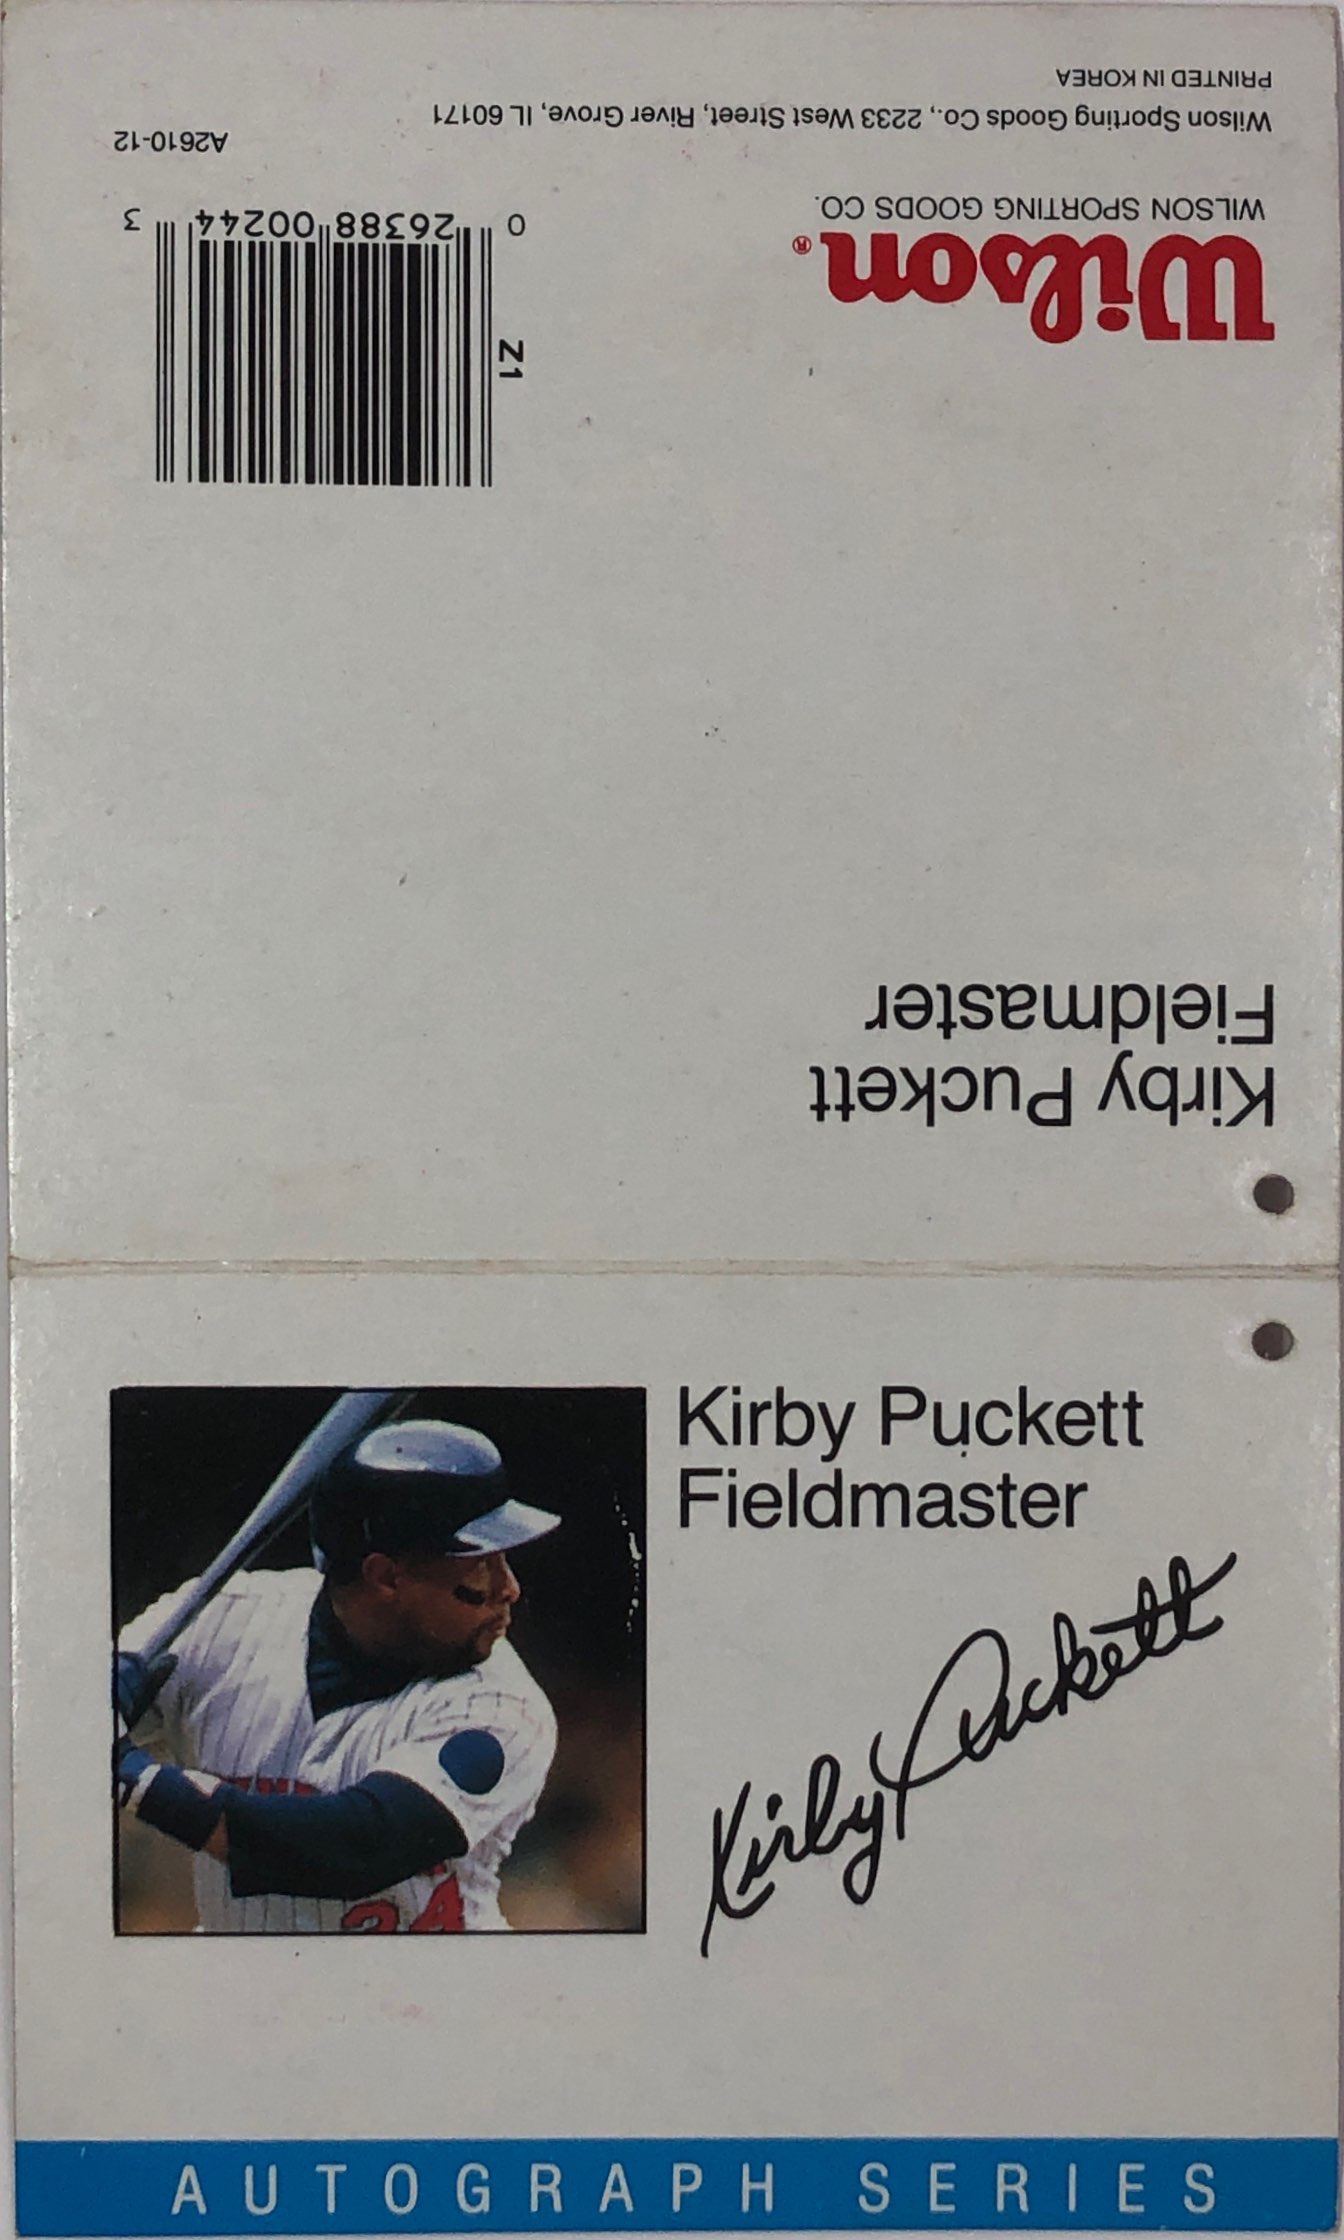 PRINTED IN KOREA
Wilson Sporting Goods Co., 2233 West Street, River Grove, IL 60171
A2610-12
WILSON SPORTING GOODS CO.
Wilson®
0 26388 00244 3
Z1
Kirby Puckett
Fieldmaster
Kirby Puckett
Fieldmaster
Kirby Puckett
24
AUTOGRAPH SERIES